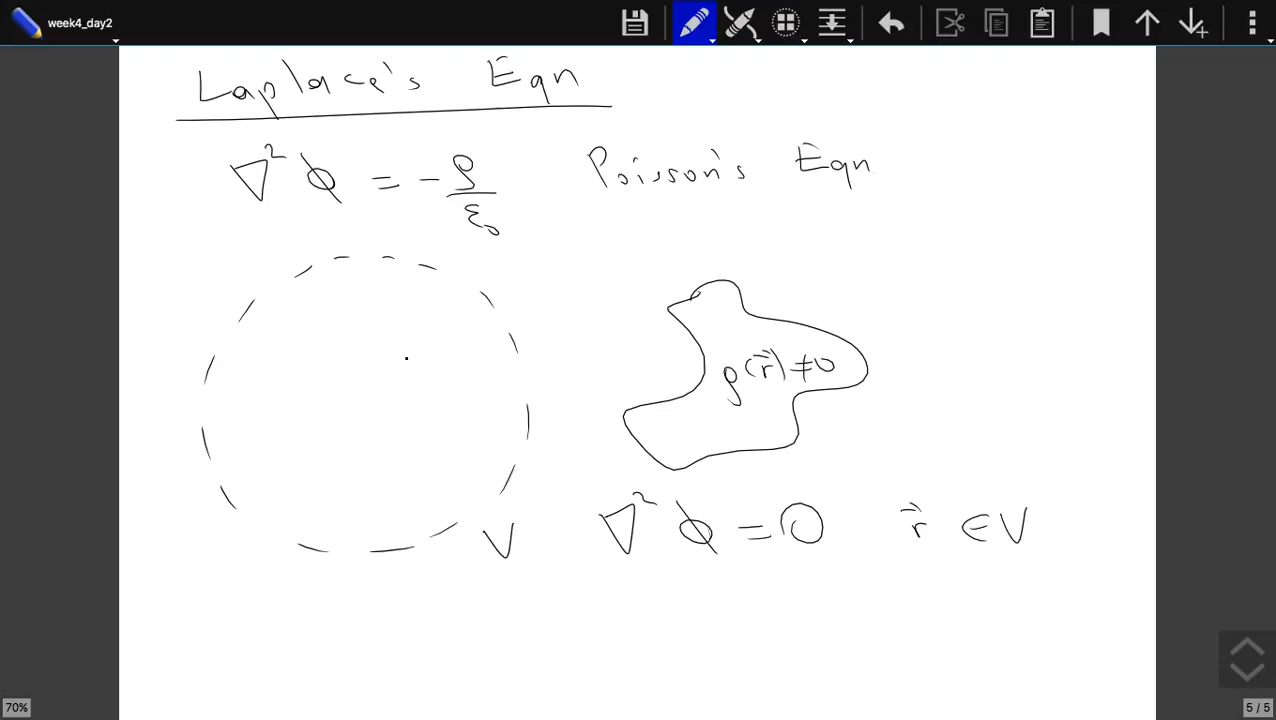 week4_day2
Laplace's Eqn
∇²ϕ = -ρ/ε₀ Poisson's Eqn
ρ(r⃗)≠0
V
∇²ϕ = 0 r⃗ ∈ V
70%
5 / 5